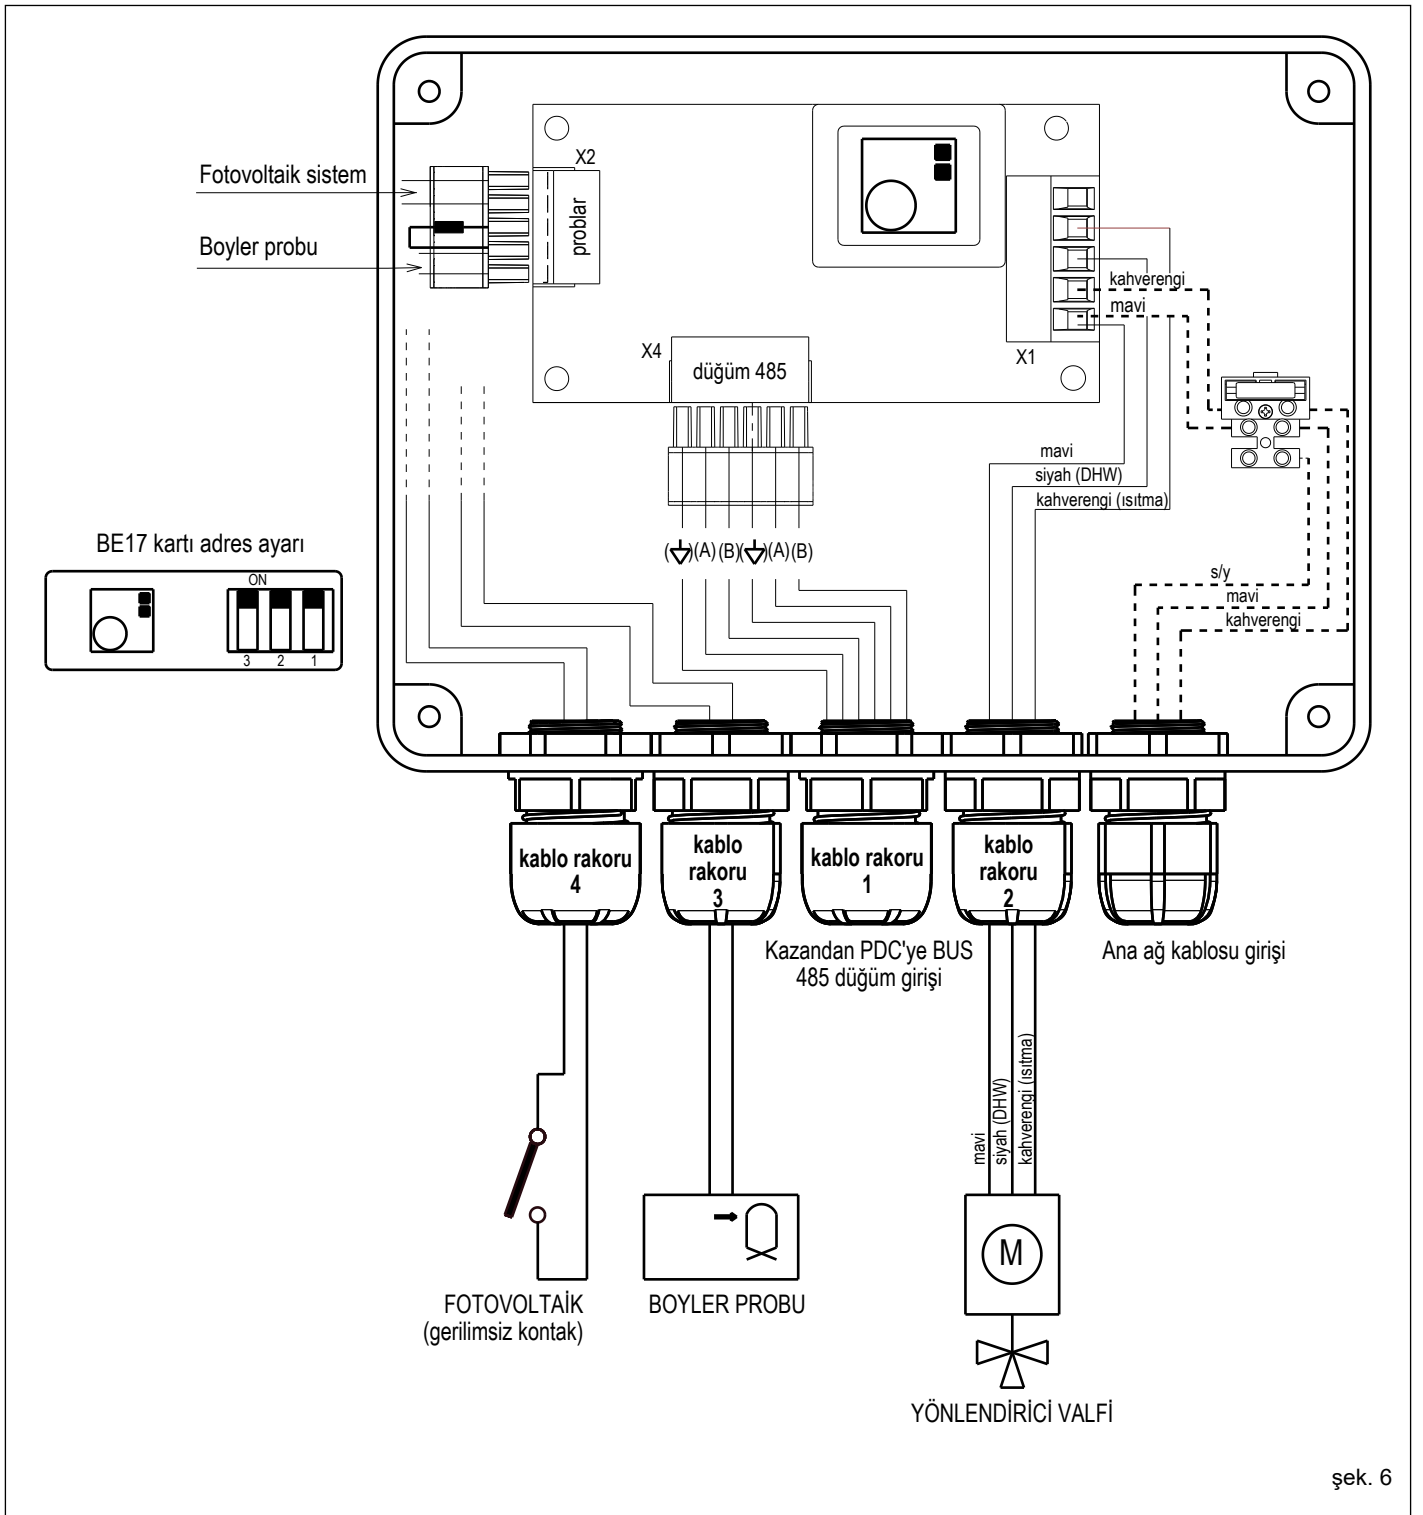 Fotovoltaik sistem
Boyler probu
X2
problar
X4
düğüm 485
X1
kahverengi
mavi
mavi
siyah (DHW)
kahverengi (ısıtma)
( )(A) (B)( )(A)(B)
s/y
mavi
kahverengi
BE17 kartı adres ayarı
ON
3 2 1
kablo rakoru
4
kablo
rakoru
3
kablo rakoru
1
kablo
rakoru
2
Kazandan PDC'ye BUS
485 düğüm girişi
Ana ağ kablosu girişi
mavi
siyah (DHW)
kahverengi (ısıtma)
M
FOTOVOLTAİK
(gerilimsiz kontak)
BOYLER PROBU
YÖNLENDİRİCİ VALFİ
şek. 6